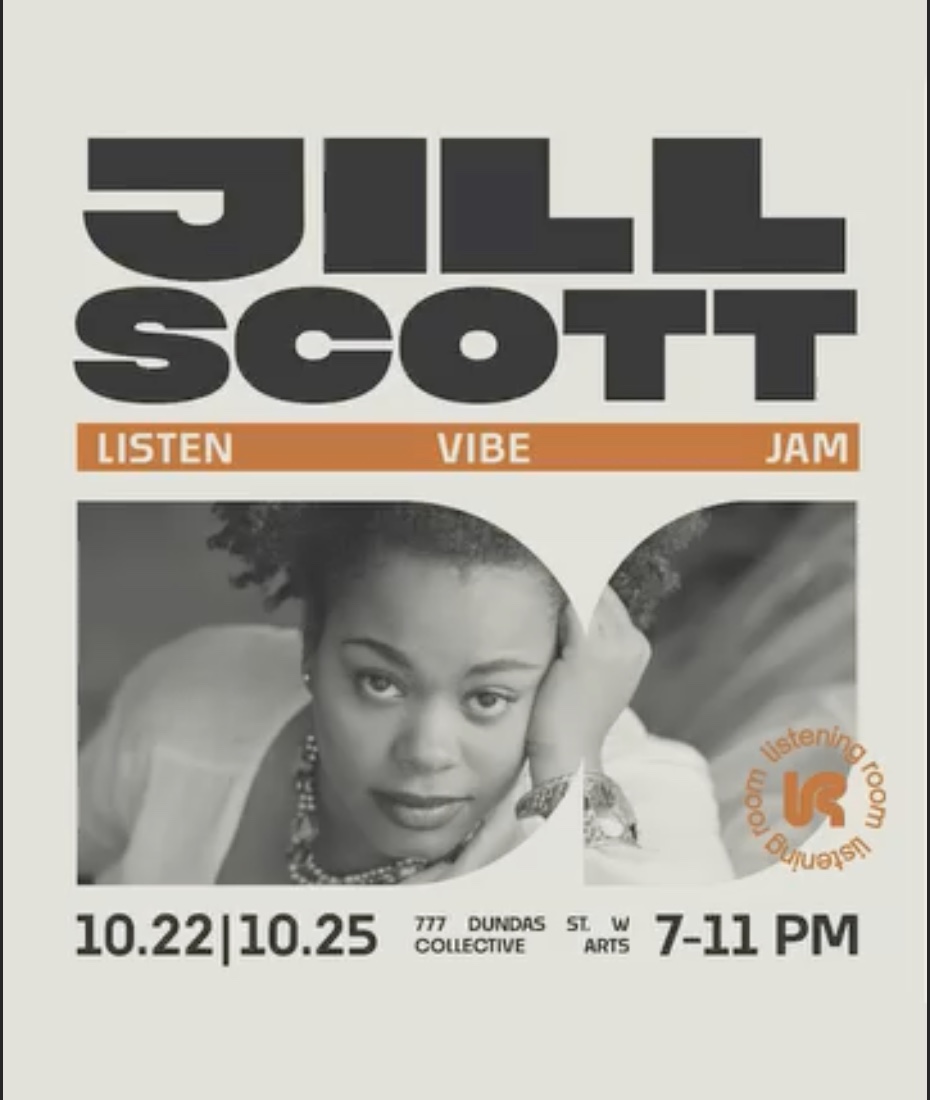 JILL
SCOTT
LISTEN VIBE JAM
listening room listening room
LR
10.22|10.25
777 DUNDAS ST. W
COLLECTIVE ARTS
7-11 PM